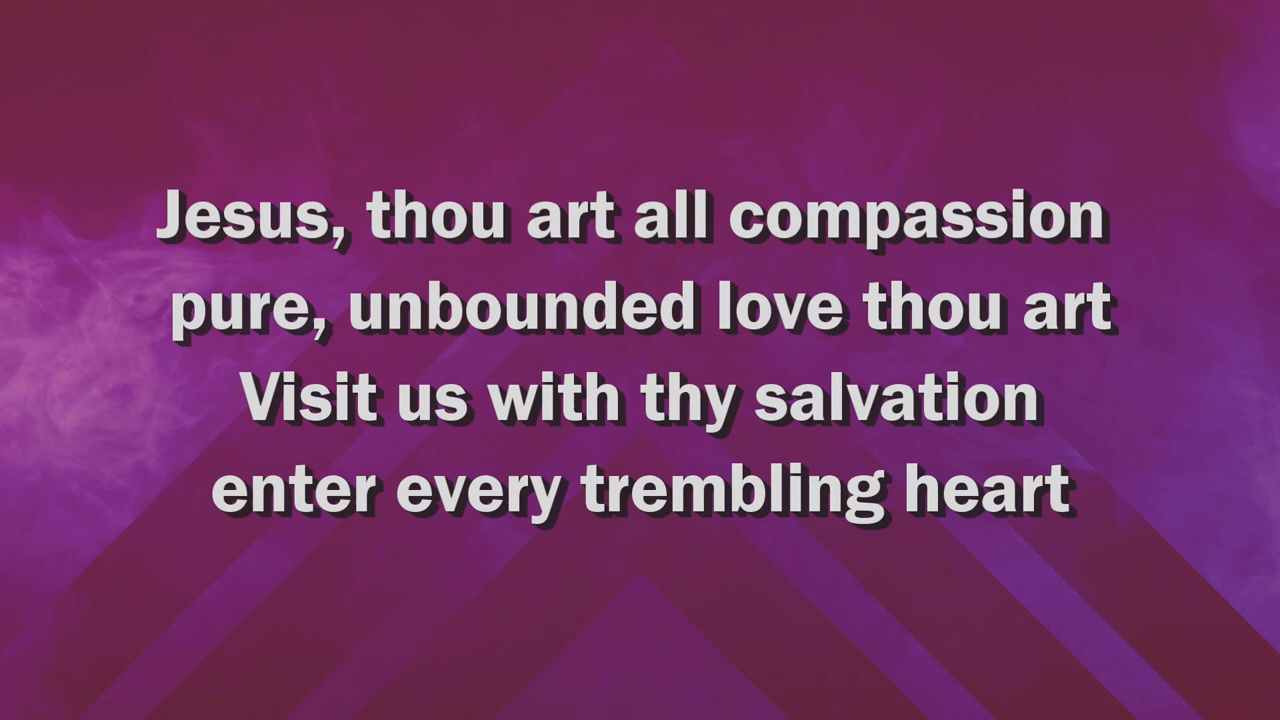 Jesus, thou art all compassion
pure, unbounded love thou art
Visit us with thy salvation
enter every trembling heart